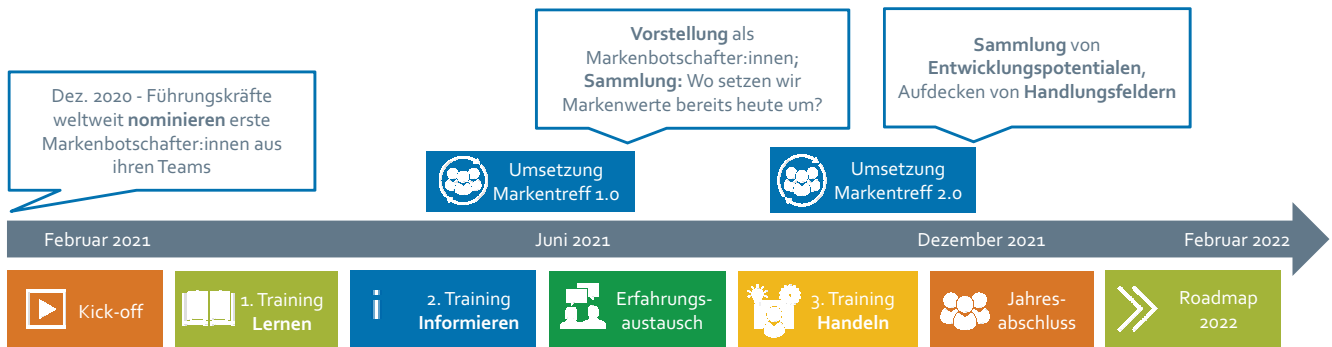 Dez. 2020 - Führungskräfte
weltweit nominieren erste
Markenbotschafter:innen aus
ihren Teams
Vorstellung als
Markenbotschafter:innen;
Sammlung: Wo setzen wir
Markenwerte bereits heute um?
Sammlung von
Entwicklungspotentialen,
Aufdecken von Handlungsfeldern
Umsetzung
Markentreff 1.0
Umsetzung
Markentreff 2.0
Februar 2021
Juni 2021
Dezember 2021
Februar 2022
Kick-off
1. Training
Lernen
i
2. Training
Informieren
Erfahrungs-
austausch
3. Training
Handeln
Jahres-
abschluss
Roadmap
2022